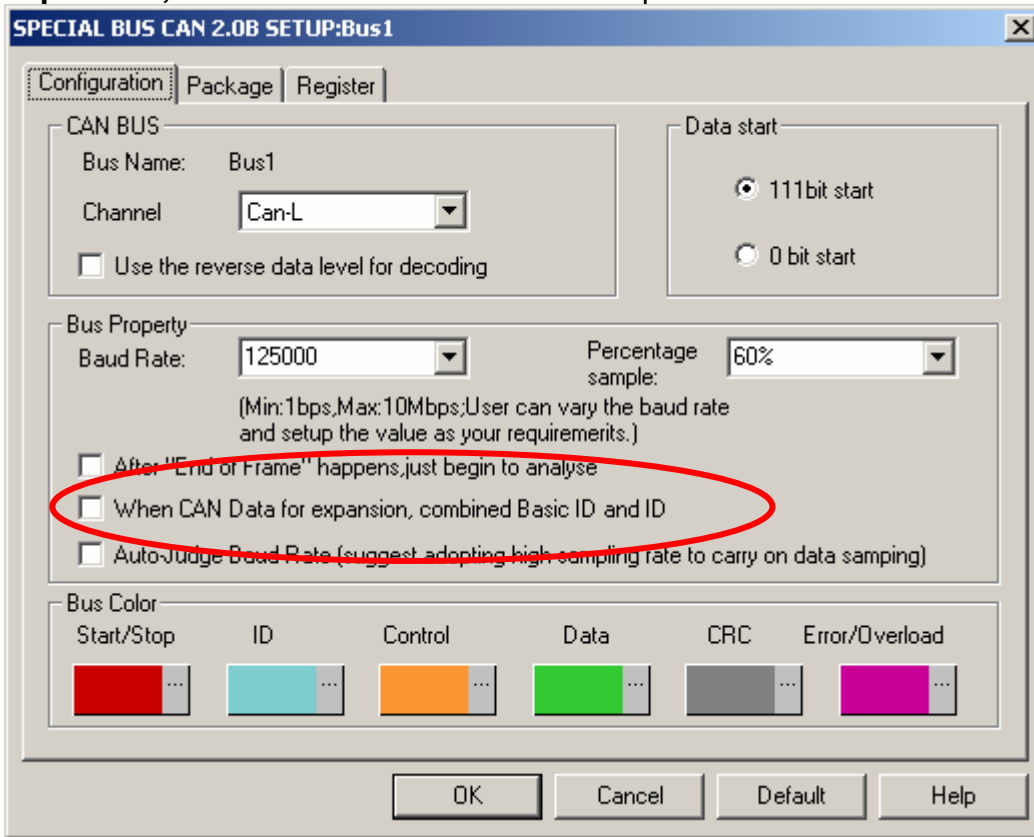 SPECIAL BUS CAN 2.0B SETUP:Bus1
Configuration Package Register
CAN BUS
Bus Name: Bus1
Channel Can-L
Use the reverse data level for decoding
Data start
111bit start
0 bit start
Bus Property
Baud Rate: 125000
Percentage sample: 60%
(Min:1bps,Max:10Mbps;User can vary the baud rate
and setup the value as your requiremerits.)
After "End of Frame" happens,just begin to analyse
When CAN Data for expansion, combined Basic ID and ID
Auto-Judge Baud Rate (suggest adopting high sampling rate to carry on data samping)
Bus Color
Start/Stop ID Control Data CRC Error/Overload
... ... ... ... ... ...
OK Cancel Default Help